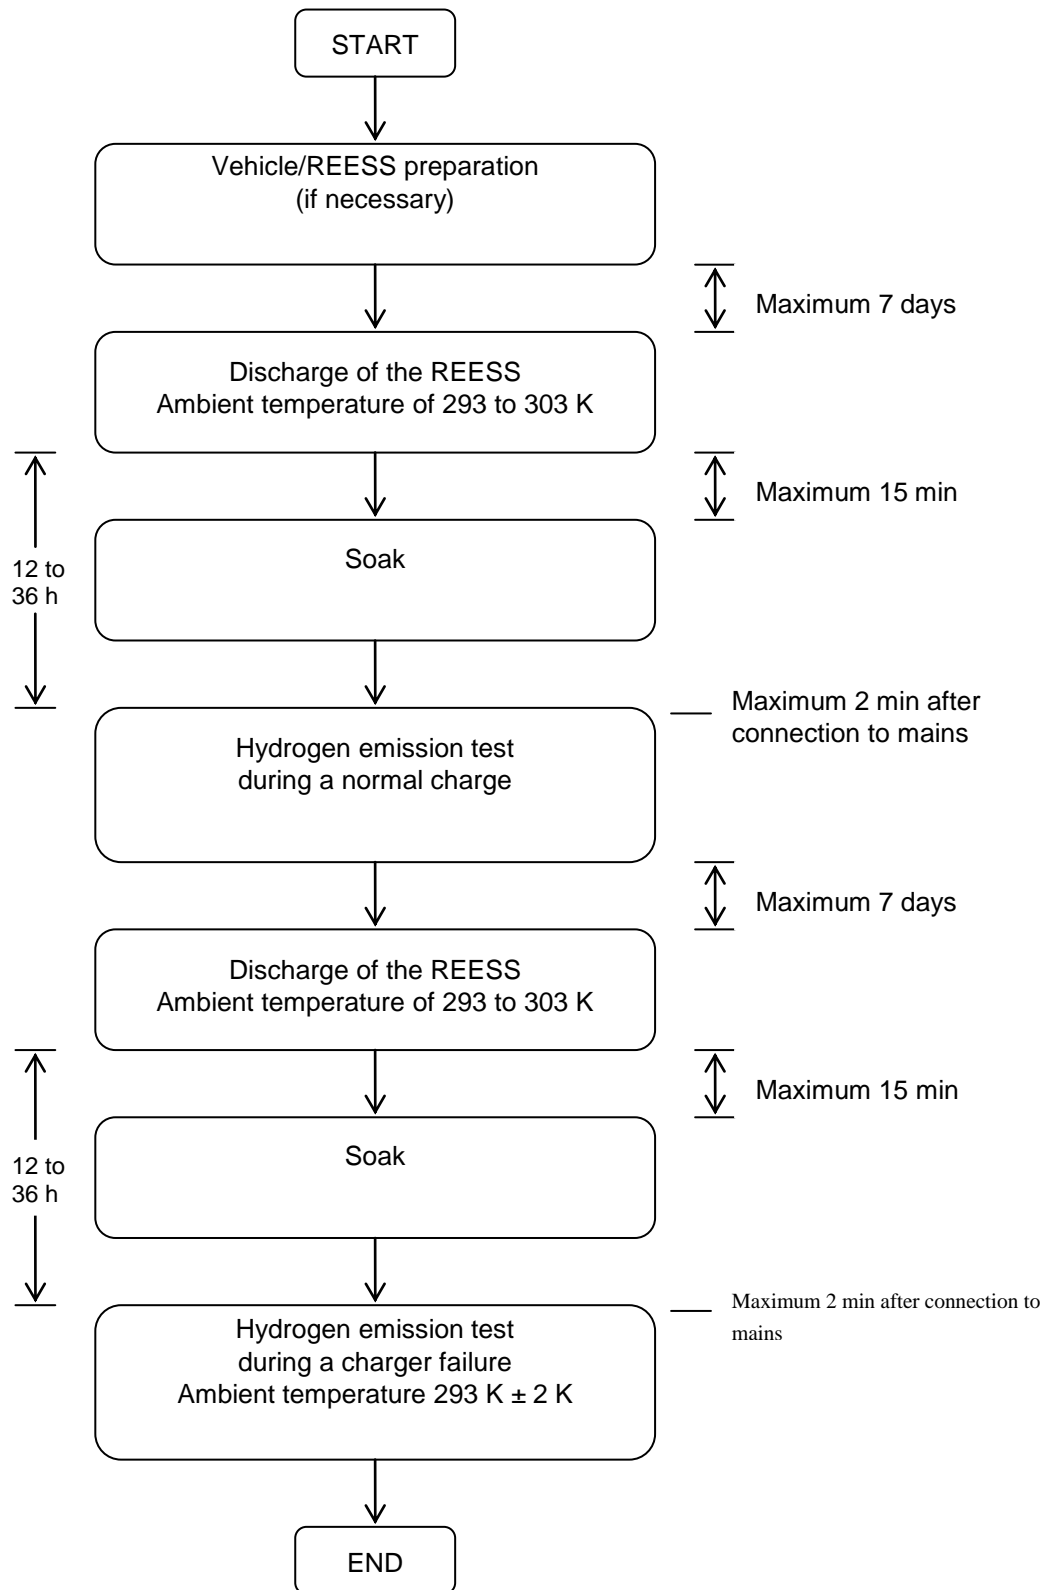 START
Vehicle/REESS preparation
(if necessary)
Maximum 7 days
Discharge of the REESS
Ambient temperature of 293 to 303 K
Maximum 15 min
Soak
12 to
36 h
Maximum 2 min after
connection to mains
Hydrogen emission test
during a normal charge
Maximum 7 days
Discharge of the REESS
Ambient temperature of 293 to 303 K
Maximum 15 min
Soak
12 to
36 h
Maximum 2 min after connection to
mains
Hydrogen emission test
during a charger failure
Ambient temperature 293 K ± 2 K
END